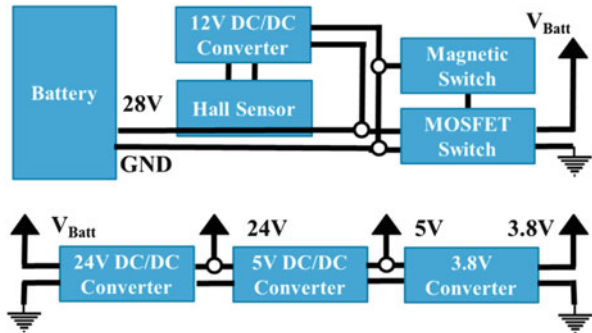 12V DC/DC
Converter
V_Batt
Magnetic
Switch
Battery
28V
Hall Sensor
MOSFET
Switch
GND
V_Batt
24V
5V
3.8V
24V DC/DC
Converter
5V DC/DC
Converter
3.8V
Converter